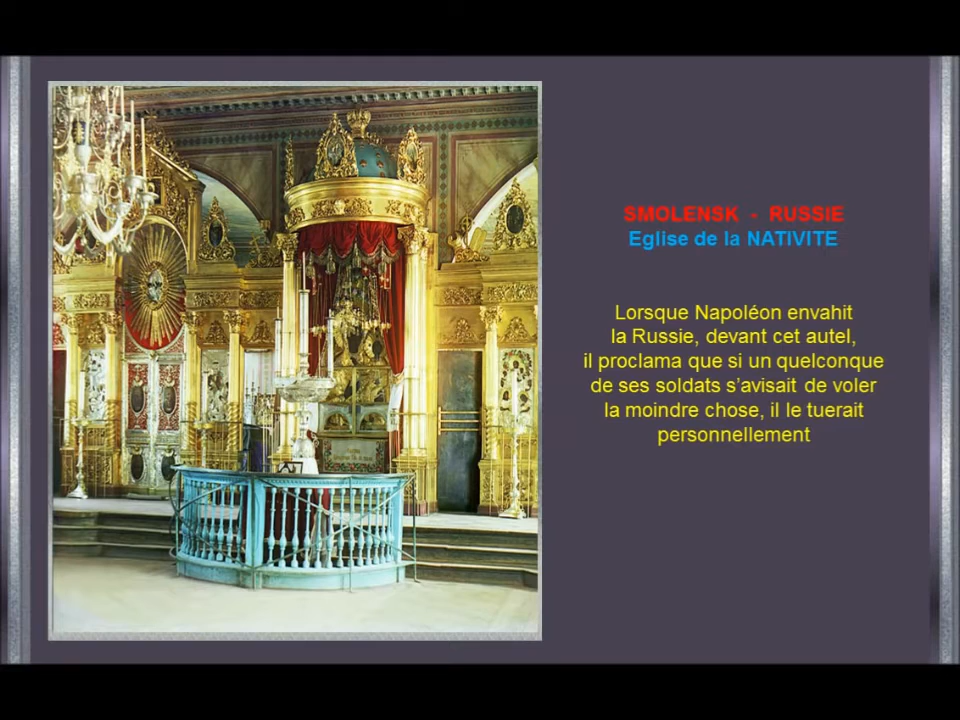 SMOLENSK - RUSSIE
Eglise de la NATIVITE
Lorsque Napoléon envahit
la Russie, devant cet autel,
il proclama que si un quelconque
de ses soldats s'avisait de voler
la moindre chose, il le tuerait
personnellement